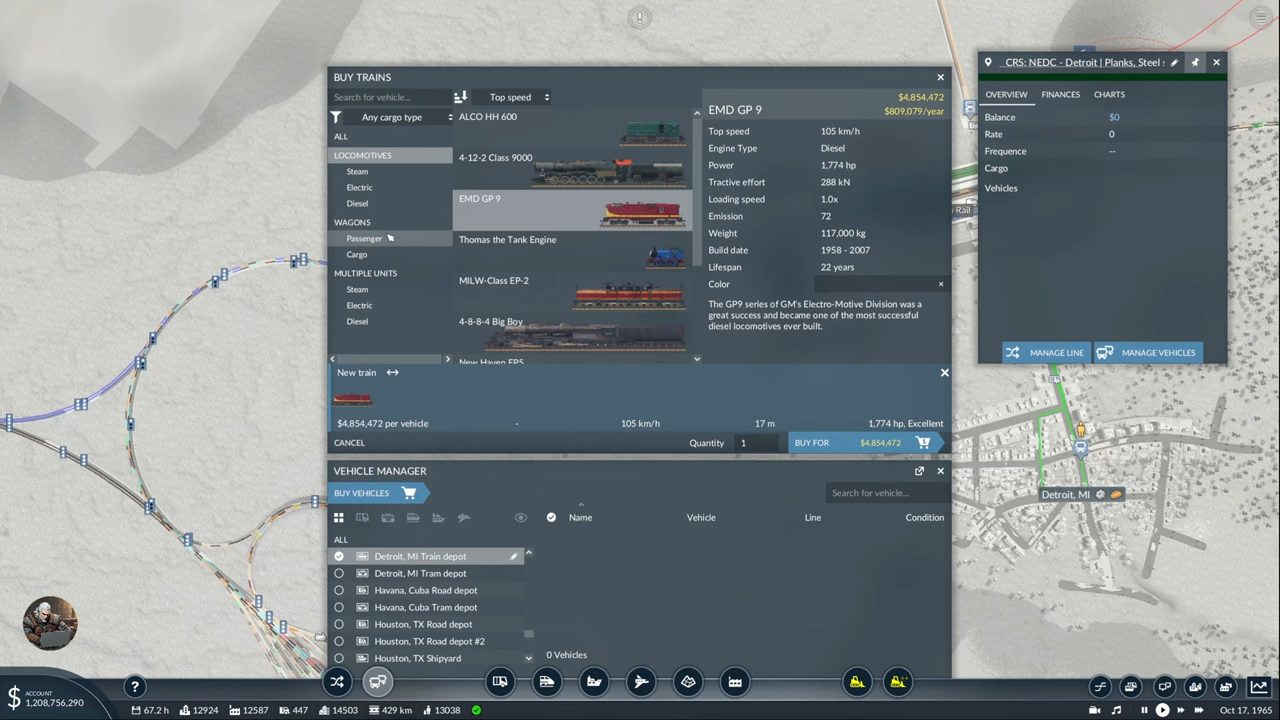 BUY TRAINS
Search for vehicle...
Top speed
Any cargo type
ALL
LOCOMOTIVES
Steam
Electric
Diesel
WAGONS
Passenger
Cargo
MULTIPLE UNITS
Steam
Electric
Diesel
ALCO HH 600
4-12-2 Class 9000
EMD GP 9
Thomas the Tank Engine
MILW-Class EP-2
4-8-8-4 Big Boy
New Haven EP5
EMD GP 9
$4,854,472
$809,079/year
Top speed 105 km/h
Engine Type Diesel
Power 1,774 hp
Tractive effort 288 kN
Loading speed 1.0x
Emission 72
Weight 117,000 kg
Build date 1958 - 2007
Lifespan 22 years
Color
The GP9 series of GM's Electro-Motive Division was a
great success and became one of the most successful
diesel locomotives ever built.
New train
$4,854,472 per vehicle - 105 km/h 17 m 1,774 hp, Excellent
CANCEL Quantity 1 BUY FOR $4,854,472
VEHICLE MANAGER
BUY VEHICLES
Search for vehicle...
Name Vehicle Line Condition
ALL
Detroit, MI Train depot
Detroit, MI Tram depot
Havana, Cuba Road depot
Havana, Cuba Tram depot
Houston, TX Road depot
Houston, TX Road depot #2
Houston, TX Shipyard
0 Vehicles
CRS: NEDC - Detroit | Planks, Steel
OVERVIEW FINANCES CHARTS
Balance $0
Rate 0
Frequency --
Cargo
Vehicles
MANAGE LINE MANAGE VEHICLES
Rail
Detroit, MI
$ ACCOUNT
1,208,756,290
?
67.2 h 12924 12587 447 14503 429 km 13038
Oct 17, 1965